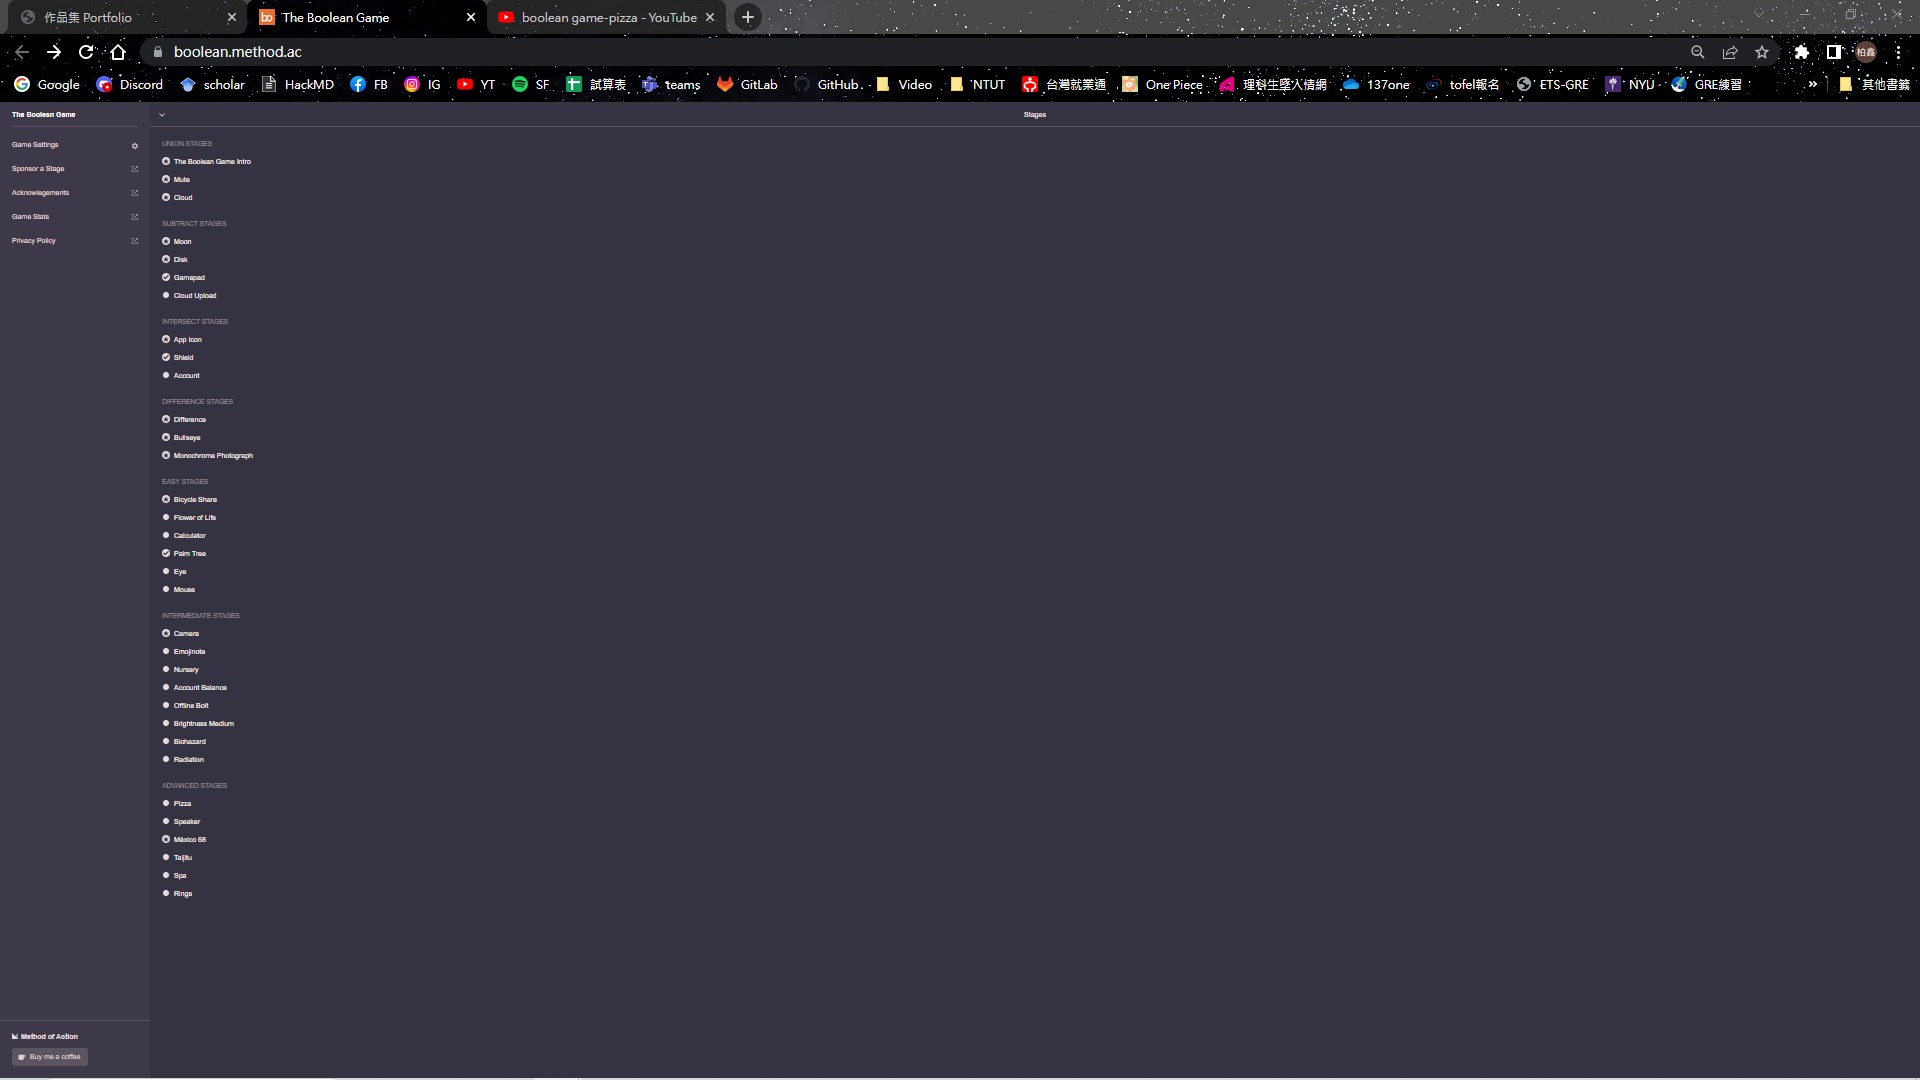 作品集 Portfolio
The Boolean Game
boolean game-pizza - YouTube
boolean.method.ac
柏鑫
Google Discord scholar HackMD FB IG YT SF 試算表 teams GitLab GitHub Video NTUT 台灣就業通 One Piece 理科生墜入情網 137one tofel報名 ETS-GRE NYU GRE練習 » 其他書籤
The Boolean Game
Stages
Game Settings
Sponsor a Stage
Acknowlegements
Game Stats
Privacy Policy
UNION STAGES
The Boolean Game Intro
Mute
Cloud
SUBTRACT STAGES
Moon
Disk
Gamepad
Cloud Upload
INTERSECT STAGES
App Icon
Shield
Account
DIFFERENCE STAGES
Difference
Bullseye
Monochrome Photograph
EASY STAGES
Bicycle Share
Flower of Life
Calculator
Palm Tree
Eye
Mouse
INTERMEDIATE STAGES
Camera
Emojinote
Nursery
Account Balance
Offline Bolt
Brightness Medium
Biohazard
Radiation
ADVANCED STAGES
Pizza
Speaker
México 68
Taijitu
Spa
Rings
Method of Action
Buy me a coffee